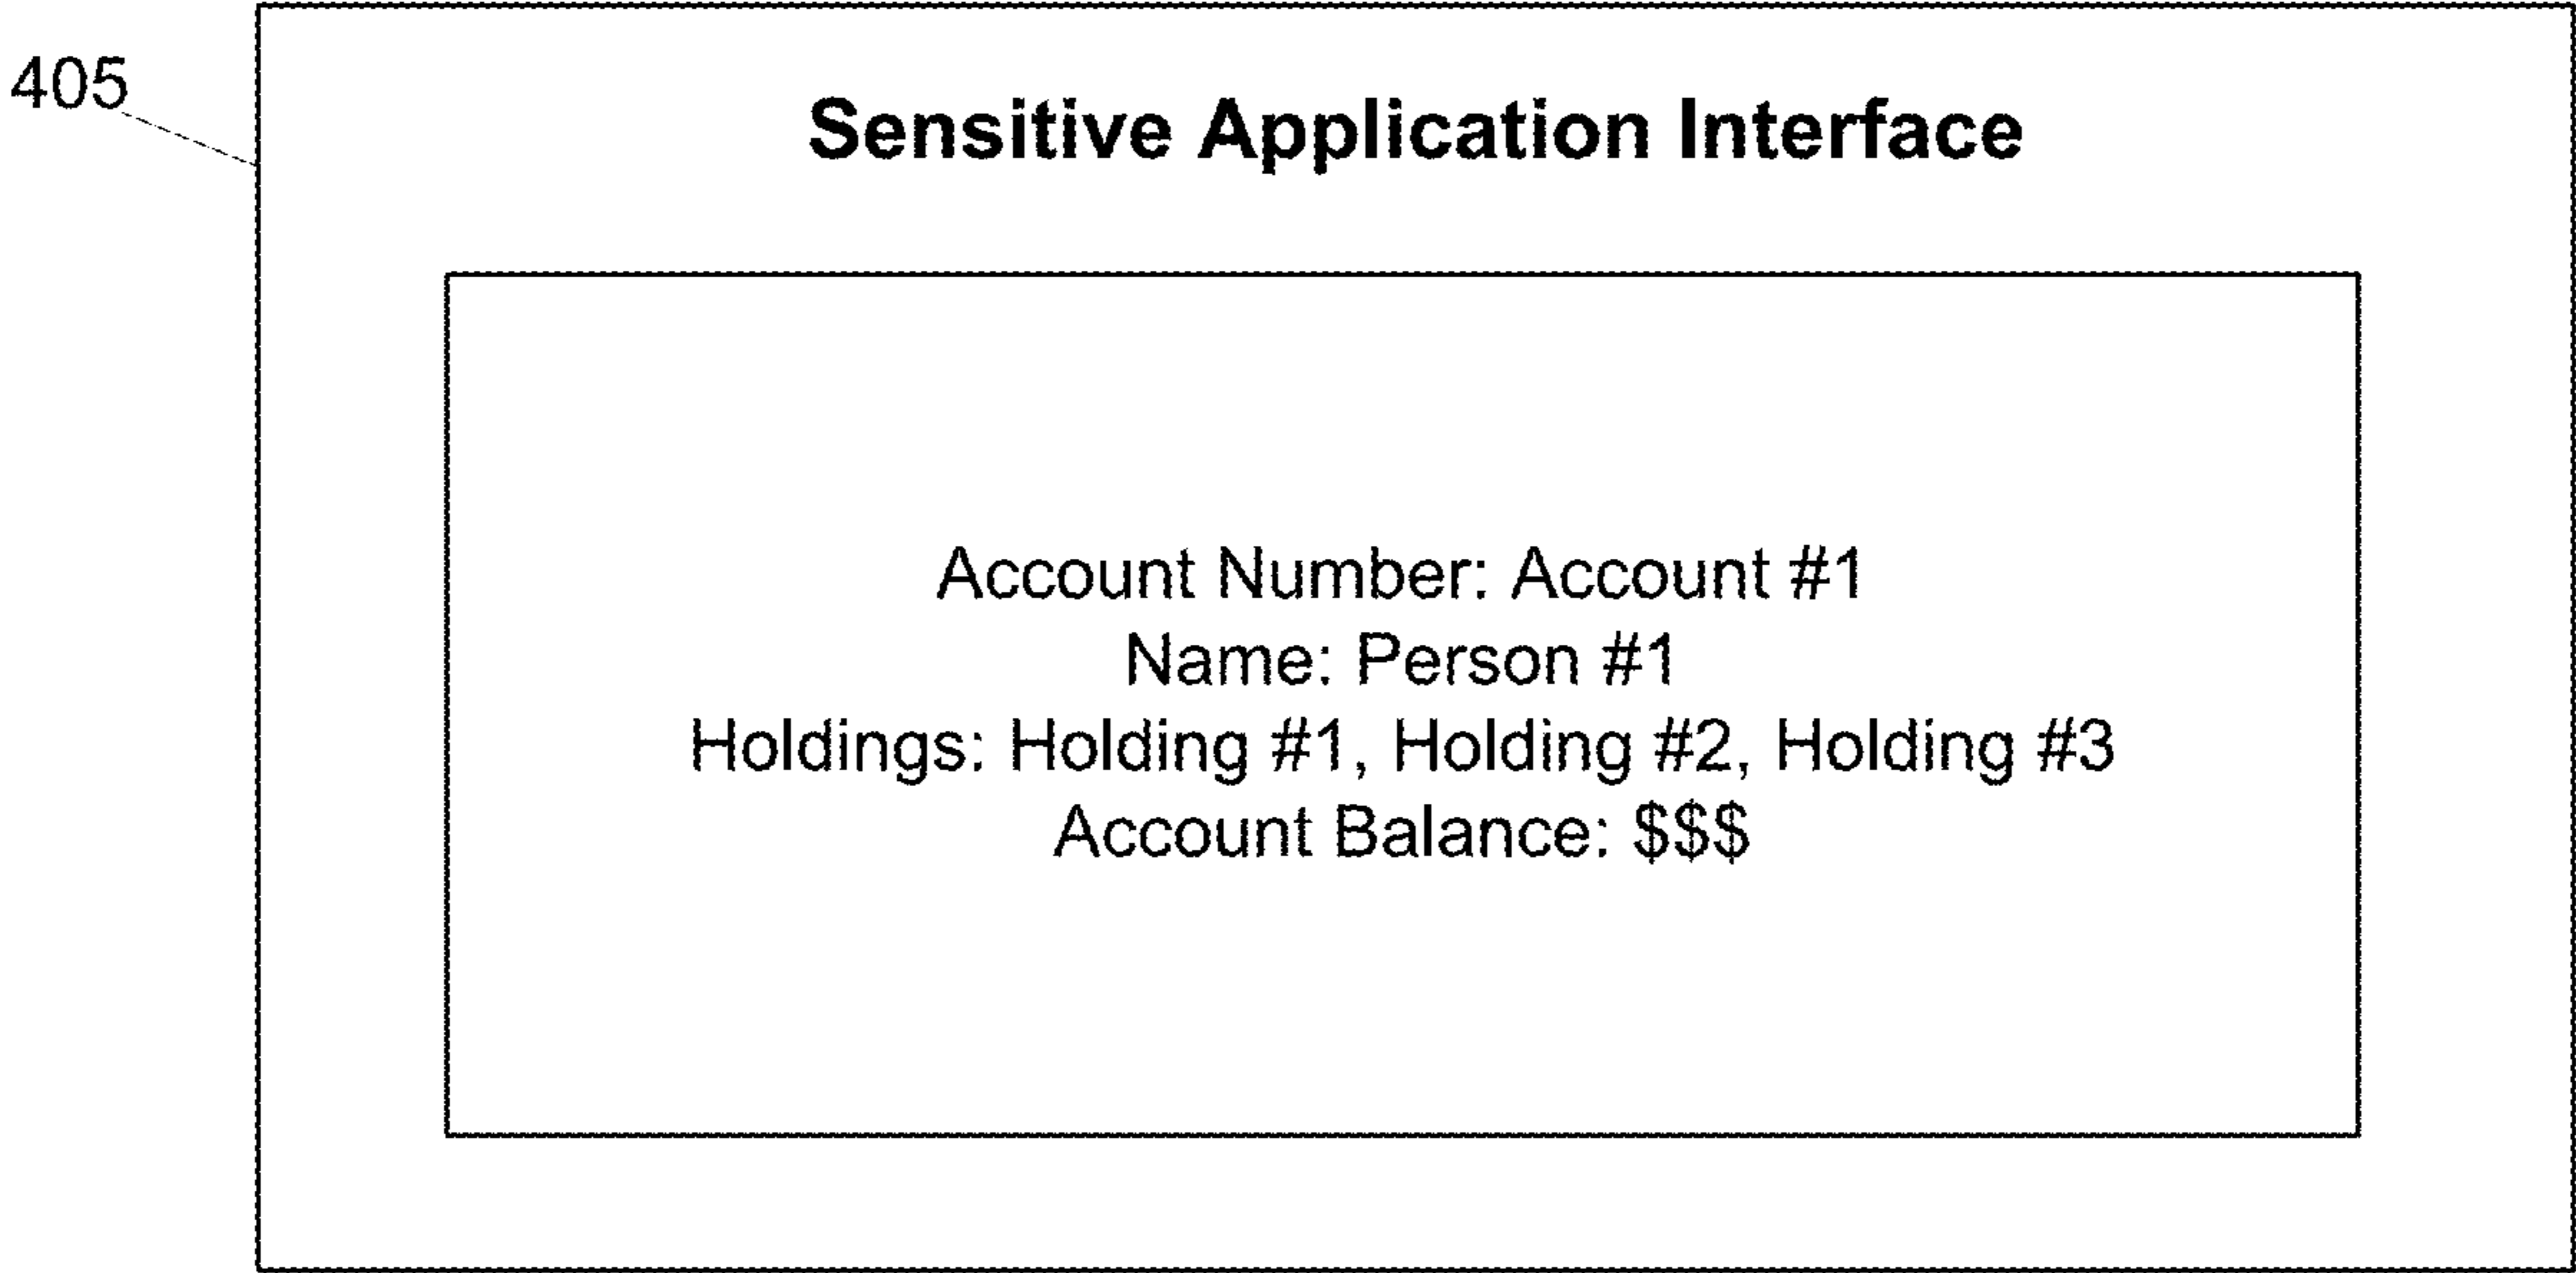 405
Sensitive Application Interface
Account Number: Account #1
Name: Person #1
Holdings: Holding #1, Holding #2, Holding #3
Account Balance: $$$